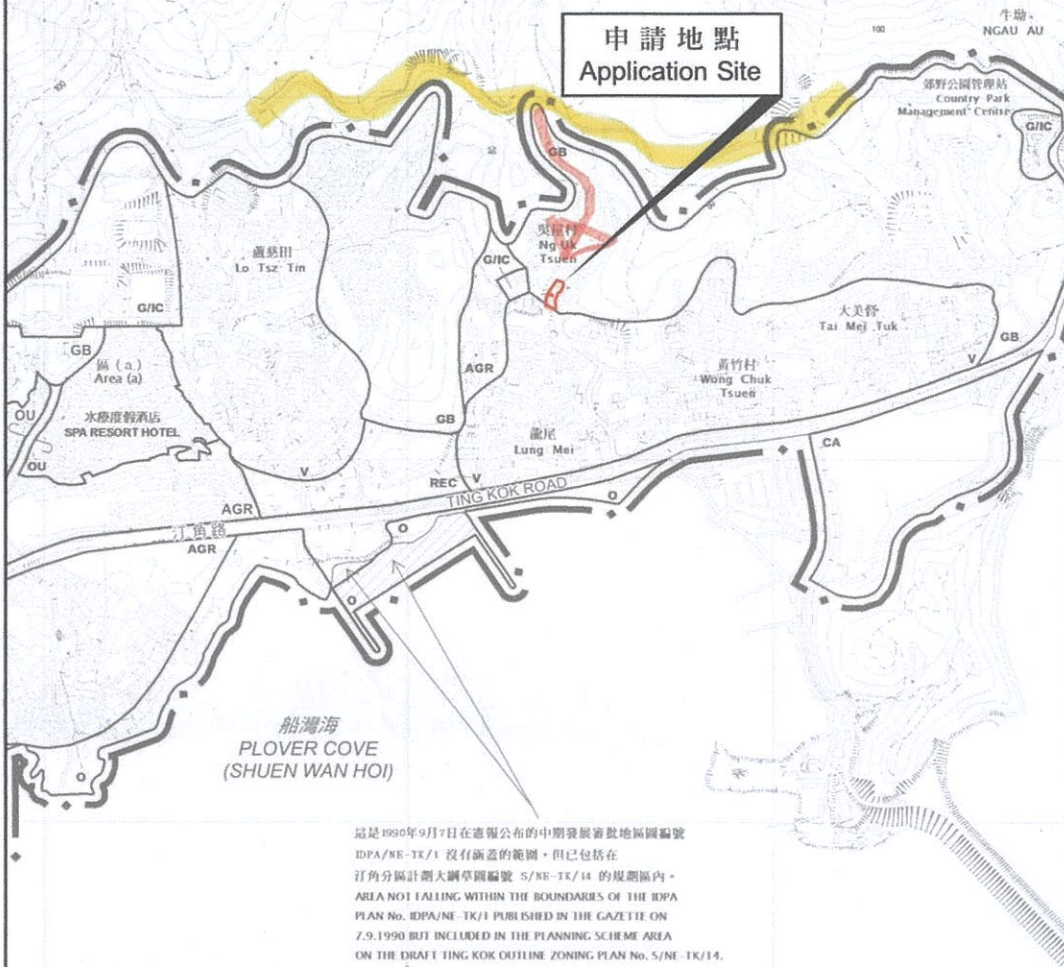 申請地點
Application Site
牛坳
NGAU AU
100
郊野公園管理站
Country Park
Management Centre
G/IC
GB
吳屋村
Ng Uk
Tsuen
G/IC
蘆慈田
Lo Tsz Tin
G/IC
大美督
Tai Mei Tuk
GB
V
GB
區 (a)
Area (a)
黃竹村
Wong Chuk
Tsuen
AGR
OU
水療度假酒店
SPA RESORT HOTEL
GB
龍尾
Lung Mei
CA
OU
V
REC
V
TING KOK ROAD
O
AGR
汀角路
AGR
O
O
船灣海
PLOVER COVE
(SHUEN WAN HOI)
O
這是1990年9月7日在憲報公布的中期發展審批地區圖編號
IDPA/NE-TK/1 沒有涵蓋的範圍，但已包括在
汀角分區計劃大綱草圖編號 S/NE-TK/14 的規劃區內。
AREA NOT FALLING WITHIN THE BOUNDARIES OF THE IDPA
PLAN No. IDPA/NE-TK/1 PUBLISHED IN THE GAZETTE ON
7.9.1990 BUT INCLUDED IN THE PLANNING SCHEME AREA
ON THE DRAFT TING KOK OUTLINE ZONING PLAN No. S/NE-TK/14.